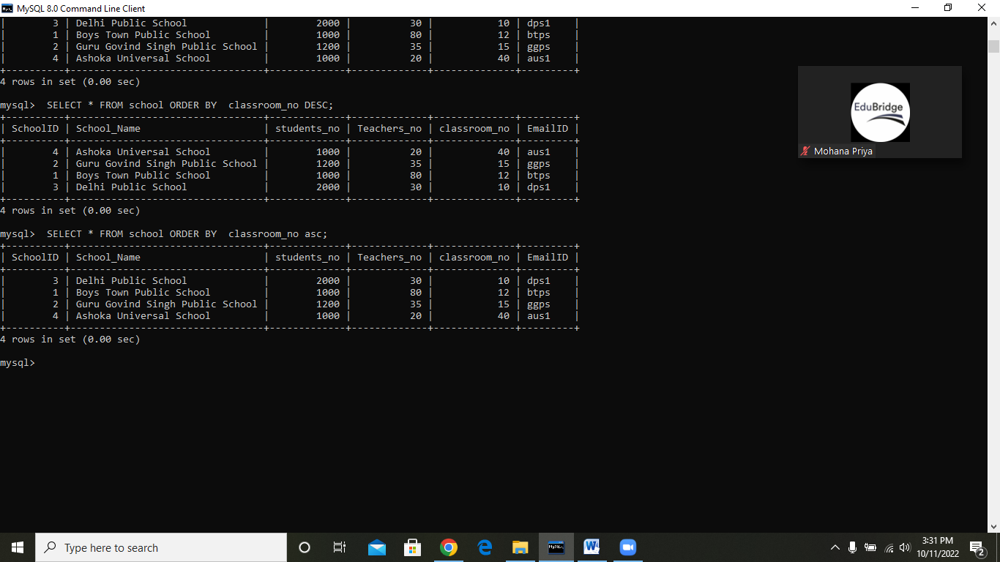 MySQL 8.0 Command Line Client
|        3 | Delhi Public School             |        2000 |          30 |           10 | dps1    |
|        1 | Boys Town Public School         |        1000 |          80 |           12 | btps    |
|        2 | Guru Govind Singh Public School |        1200 |          35 |           15 | ggps    |
|        4 | Ashoka Universal School         |        1000 |          20 |           40 | aus1    |
+----------+---------------------------------+-------------+-------------+--------------+---------+
4 rows in set (0.00 sec)
mysql>  SELECT * FROM school ORDER BY  classroom_no DESC;
+----------+---------------------------------+-------------+-------------+--------------+---------+
| SchoolID | School_Name                     | students_no | Teachers_no | classroom_no | EmailID |
+----------+---------------------------------+-------------+-------------+--------------+---------+
|        4 | Ashoka Universal School         |        1000 |          20 |           40 | aus1    |
|        2 | Guru Govind Singh Public School |        1200 |          35 |           15 | ggps    |
|        1 | Boys Town Public School         |        1000 |          80 |           12 | btps    |
|        3 | Delhi Public School             |        2000 |          30 |           10 | dps1    |
+----------+---------------------------------+-------------+-------------+--------------+---------+
4 rows in set (0.00 sec)
mysql>  SELECT * FROM school ORDER BY  classroom_no asc;
+----------+---------------------------------+-------------+-------------+--------------+---------+
| SchoolID | School_Name                     | students_no | Teachers_no | classroom_no | EmailID |
+----------+---------------------------------+-------------+-------------+--------------+---------+
|        3 | Delhi Public School             |        2000 |          30 |           10 | dps1    |
|        1 | Boys Town Public School         |        1000 |          80 |           12 | btps    |
|        2 | Guru Govind Singh Public School |        1200 |          35 |           15 | ggps    |
|        4 | Ashoka Universal School         |        1000 |          20 |           40 | aus1    |
+----------+---------------------------------+-------------+-------------+--------------+---------+
4 rows in set (0.00 sec)
mysql>
EduBridge
Mohana Priya
Type here to search
3:31 PM
10/11/2022
2